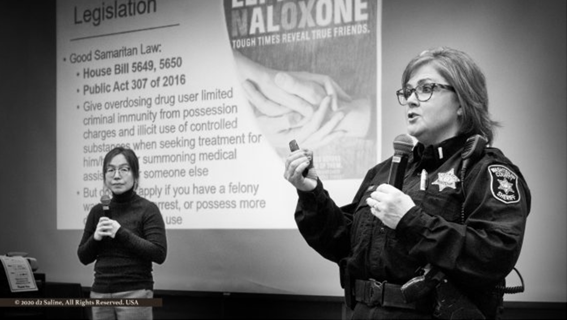 Legislation
• Good Samaritan Law:
• House Bill 5649, 5650
• Public Act 307 of 2016
• Give overdosing drug user limited
criminal immunity from possession
charges and illicit use of controlled
substances when seeking treatment for
him/ summoning medical
assis for someone else
• But apply if you have a felony
rrest, or possess more
use
NALOXONE
TOUGH TIMES REVEAL TRUE FRIENDS.
SHERIFF
© 2020 d2 Saline, All Rights Reserved. USA